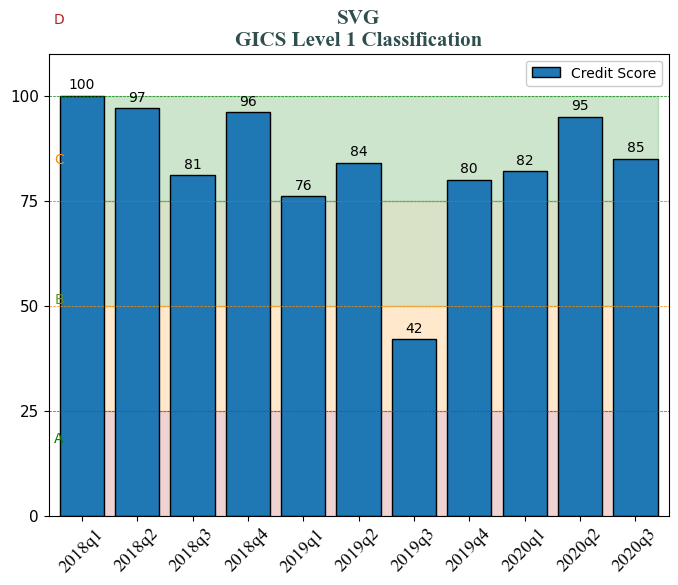 D
SVG
GICS Level 1 Classification
Credit Score
100
97
81
96
76
84
42
80
82
95
85
100
75
50
25
0
C
B
A
2018q1
2018q2
2018q3
2018q4
2019q1
2019q2
2019q3
2019q4
2020q1
2020q2
2020q3